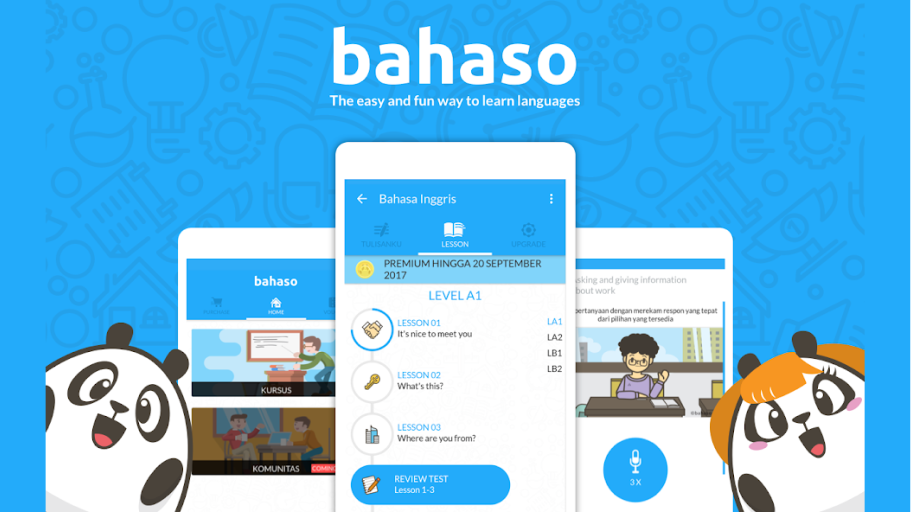 bahaso
The easy and fun way to learn languages
Bahasa Inggris
TULISANKU
LESSON
UPGRADE
PREMIUM HINGGA 20 SEPTEMBER
2017
LEVEL A1
LESSON 01
It's nice to meet you
LESSON 02
What's this?
LESSON 03
Where are you from?
REVIEW TEST
Lesson 1-3
LA1
LA2
LB1
LB2
bahaso
HOME
KURSUS
KOMUNITAS
COMING
aking and giving information
bout work
pertanyaan dengan merekam respon yang tepat
dari pilihan yang tersedia
3X